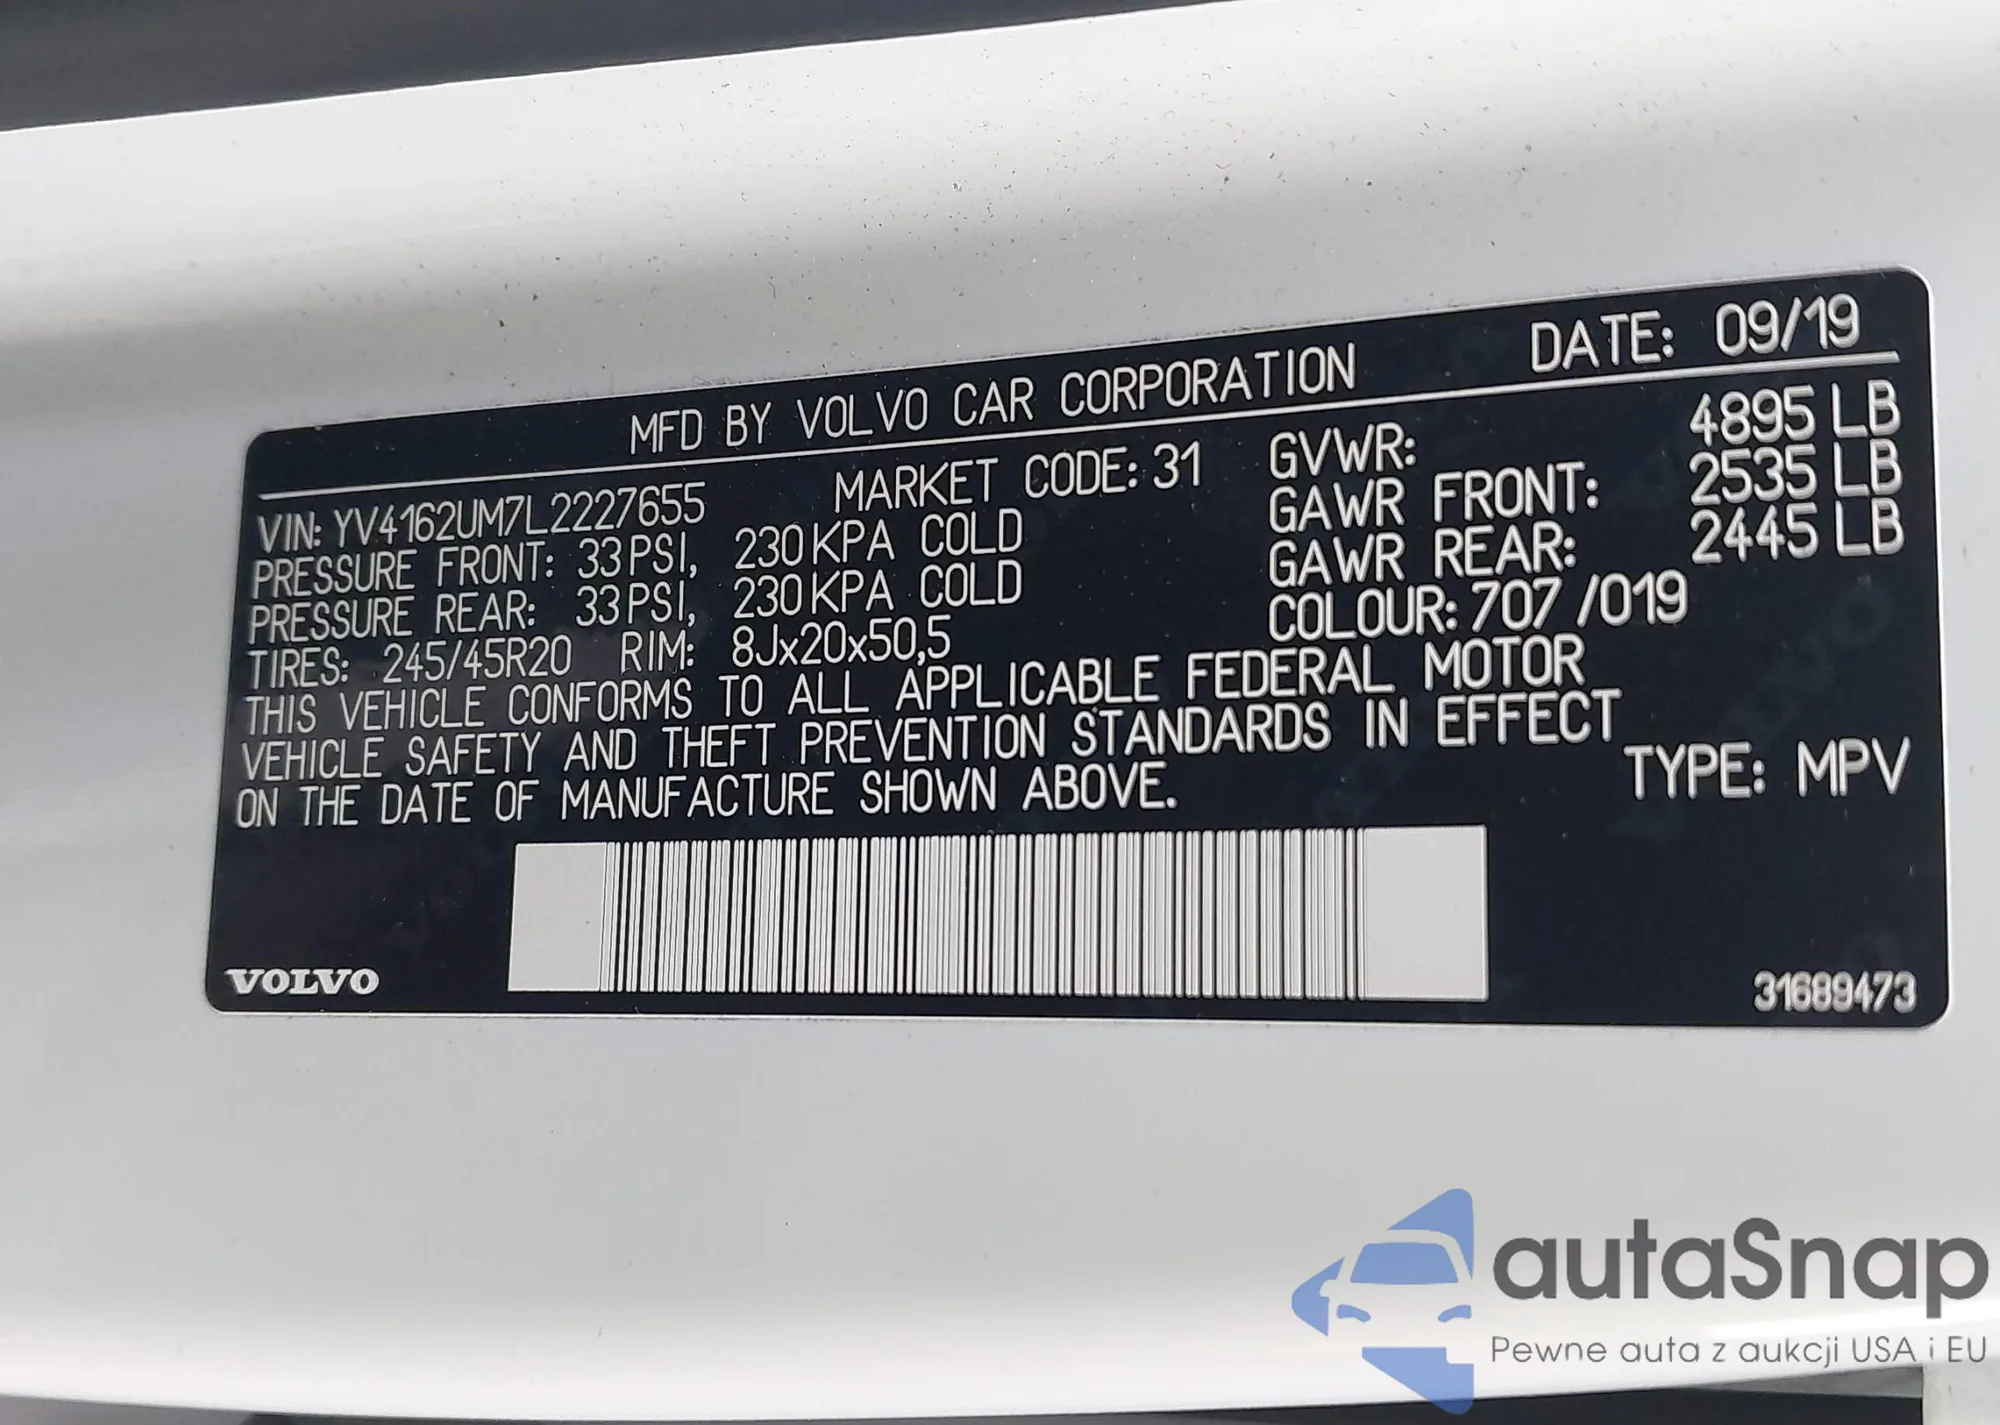 MFD BY VOLVO CAR CORPORATION DATE: 09/19
VIN: YV4162UM7L2227655 MARKET CODE: 31 GVWR: 4895 LB
PRESSURE FRONT: 33 PSI, 230 KPA COLD GAWR FRONT: 2535 LB
PRESSURE REAR: 33 PSI, 230 KPA COLD GAWR REAR: 2445 LB
TIRES: 245/45R20 RIM: 8Jx20x50,5 COLOUR: 707 /019
THIS VEHICLE CONFORMS TO ALL APPLICABLE FEDERAL MOTOR
VEHICLE SAFETY AND THEFT PREVENTION STANDARDS IN EFFECT
ON THE DATE OF MANUFACTURE SHOWN ABOVE. TYPE: MPV
VOLVO 31689473
autaSnap
Pewne auta z aukcji USA i EU